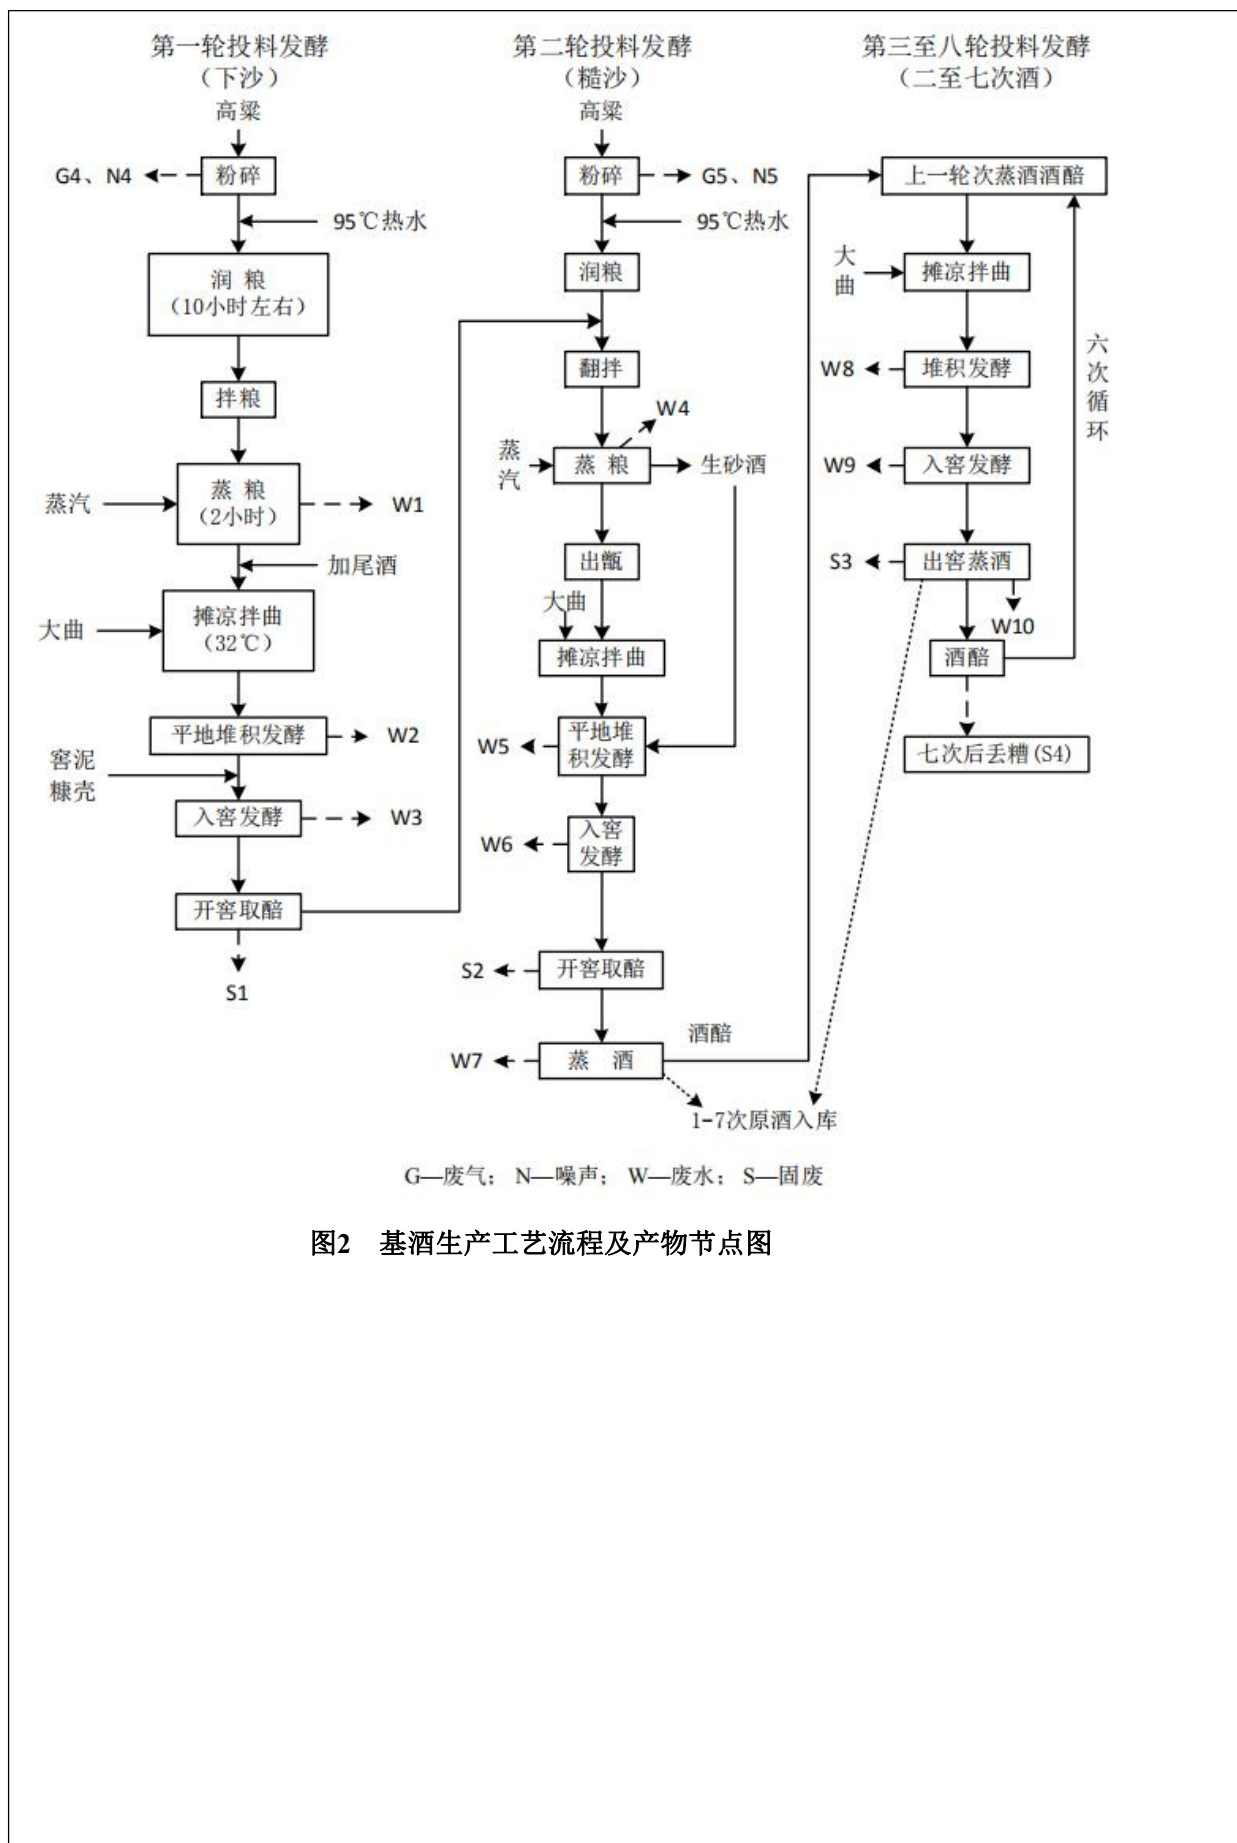 第一轮投料发酵
（下沙）
高粱
粉碎
G4、N4
95℃热水
润 粮
（10小时左右）
拌粮
蒸汽
蒸 粮
（2小时）
W1
加尾酒
大曲
摊凉拌曲
（32℃）
平地堆积发酵
W2
窖泥
糠壳
入窖发酵
W3
开窖取醅
S1
第二轮投料发酵
（糙沙）
高粱
粉碎
G5、N5
95℃热水
润粮
翻拌
W4
蒸
汽
蒸 粮
生砂酒
出甑
大曲
摊凉拌曲
平地堆
积发酵
W5
入窖
发酵
W6
开窖取醅
S2
蒸 酒
W7
酒醅
1-7次原酒入库
第三至八轮投料发酵
（二至七次酒）
上一轮次蒸酒酒醅
大
曲
摊凉拌曲
六
次
循
环
堆积发酵
W8
入窖发酵
W9
出窖蒸酒
S3
W10
酒醅
七次后丢糟(S4)
G—废气； N—噪声； W—废水； S—固废
图2 基酒生产工艺流程及产物节点图